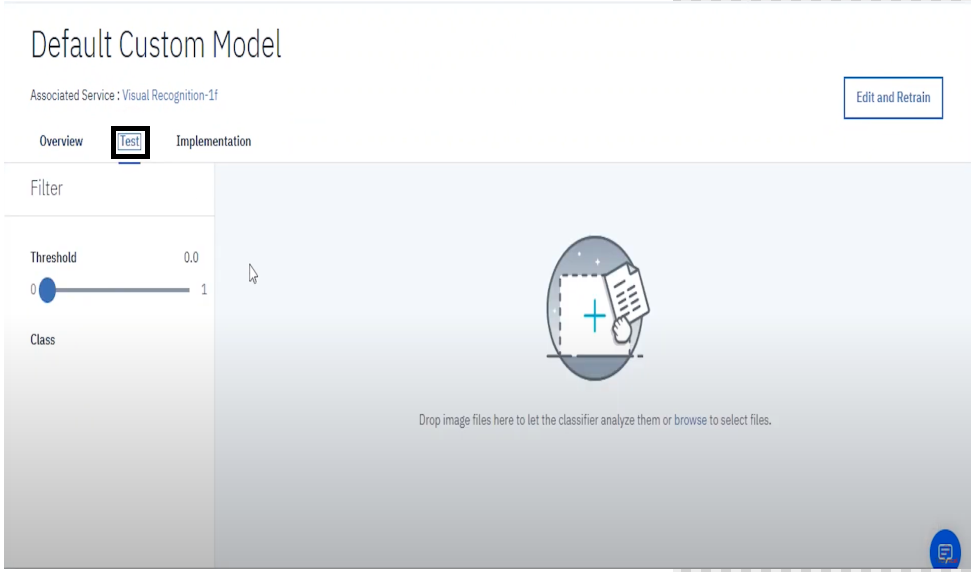 Default Custom Model
Associated Service : Visual Recognition-1f
Edit and Retrain
Overview Test Implementation
Filter
Threshold 0.0
0 1
Class
Drop image files here to let the classifier analyze them or browse to select files.